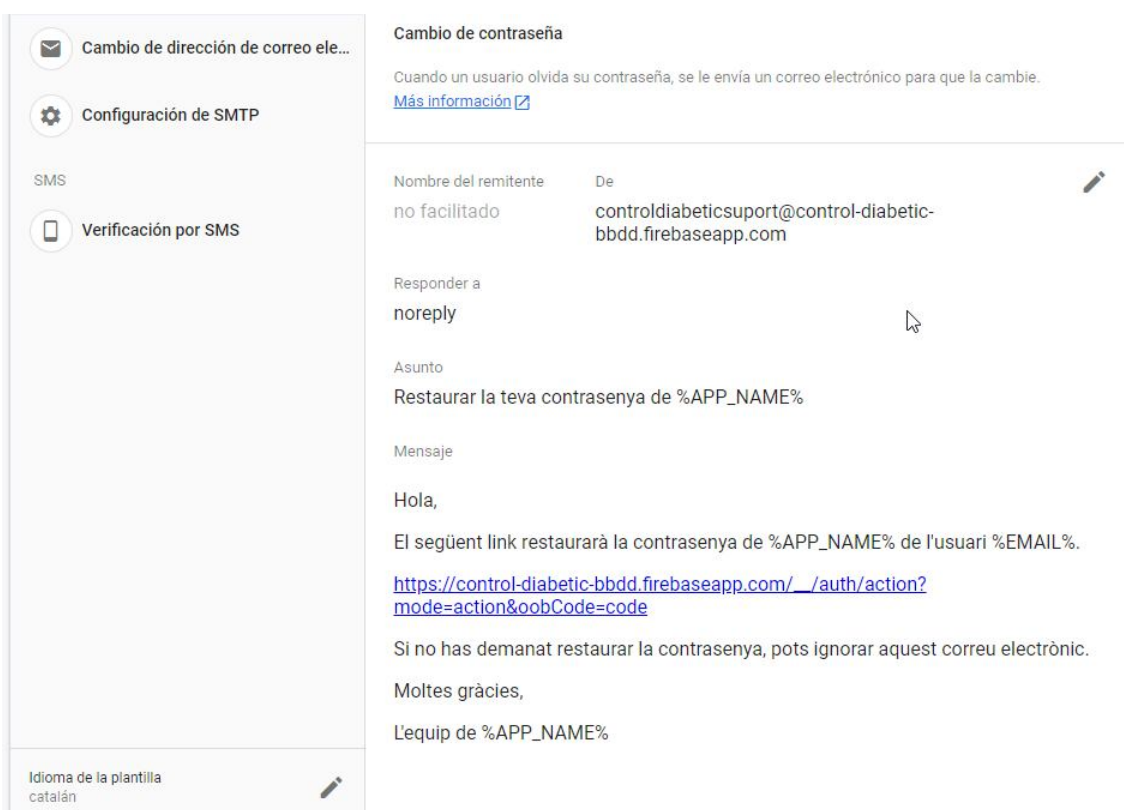 Cambio de dirección de correo ele...
Configuración de SMTP
SMS
Verificación por SMS
Idioma de la plantilla
catalán
Cambio de contraseña
Cuando un usuario olvida su contraseña, se le envía un correo electrónico para que la cambie.
Más información
Nombre del remitente
no facilitado
De
controldiabeticsuport@control-diabetic-
bbdd.firebaseapp.com
Responder a
noreply
Asunto
Restaurar la teva contrasenya de %APP_NAME%
Mensaje
Hola,
El següent link restaurarà la contrasenya de %APP_NAME% de l'usuari %EMAIL%.
https://control-diabetic-bbdd.firebaseapp.com/__/auth/action?
mode=action&oobCode=code
Si no has demanat restaurar la contrasenya, pots ignorar aquest correu electrònic.
Moltes gràcies,
L'equip de %APP_NAME%